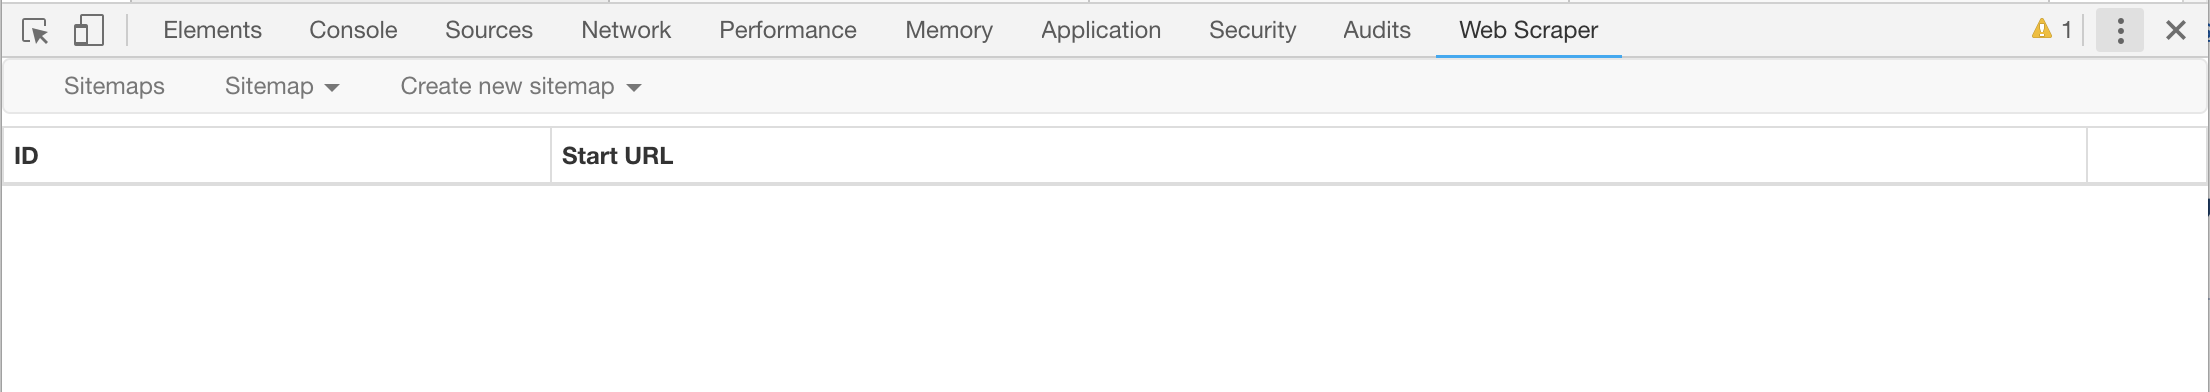 Elements Console Sources Network Performance Memory Application Security Audits Web Scraper 1
Sitemaps Sitemap Create new sitemap
ID Start URL